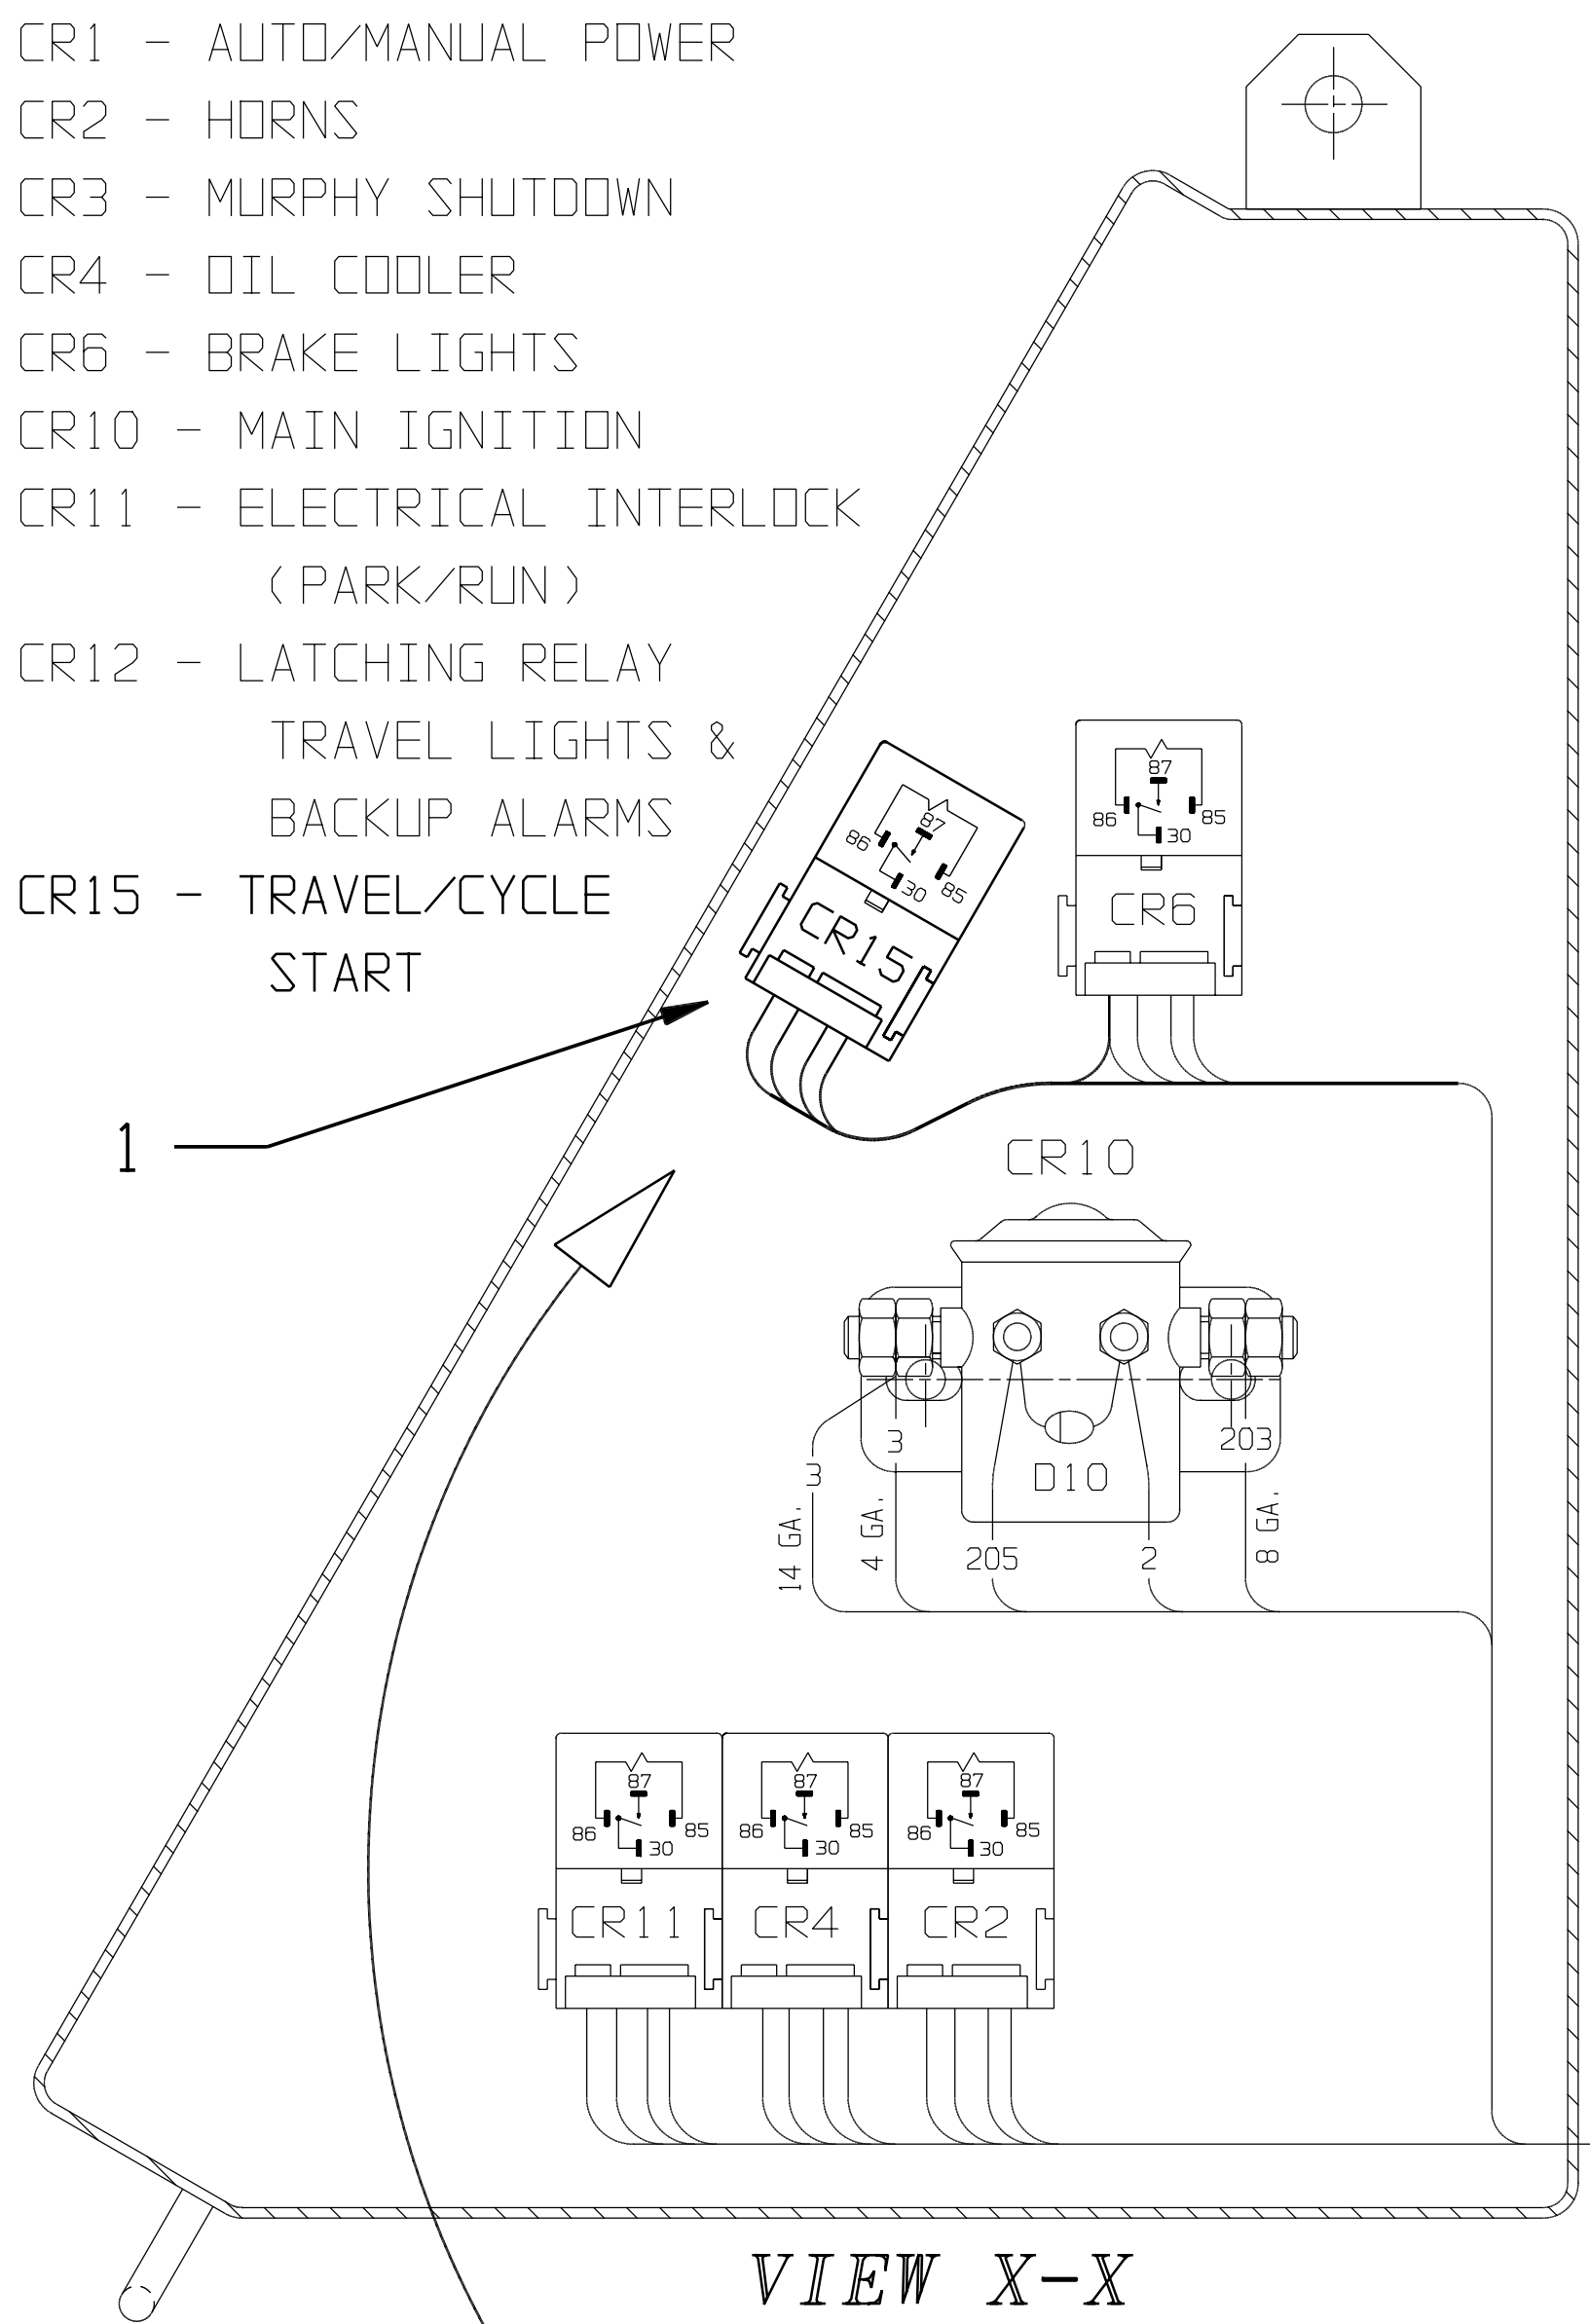 CR1 - AUTO/MANUAL POWER
CR2 - HORNS
CR3 - MURPHY SHUTDOWN
CR4 - OIL COOLER
CR6 - BRAKE LIGHTS
CR10 - MAIN IGNITION
CR11 - ELECTRICAL INTERLOCK
(PARK/RUN)
CR12 - LATCHING RELAY
TRAVEL LIGHTS &
BACKUP ALARMS
CR15 - TRAVEL/CYCLE
START
87
86
85
30
CR15
87
86
85
30
CR6
1
CR10
3
203
3
D10
14 GA.
4 GA.
205
2
8 GA.
87
86
85
30
CR11
87
86
85
30
CR4
87
86
85
30
CR2
VIEW X-X